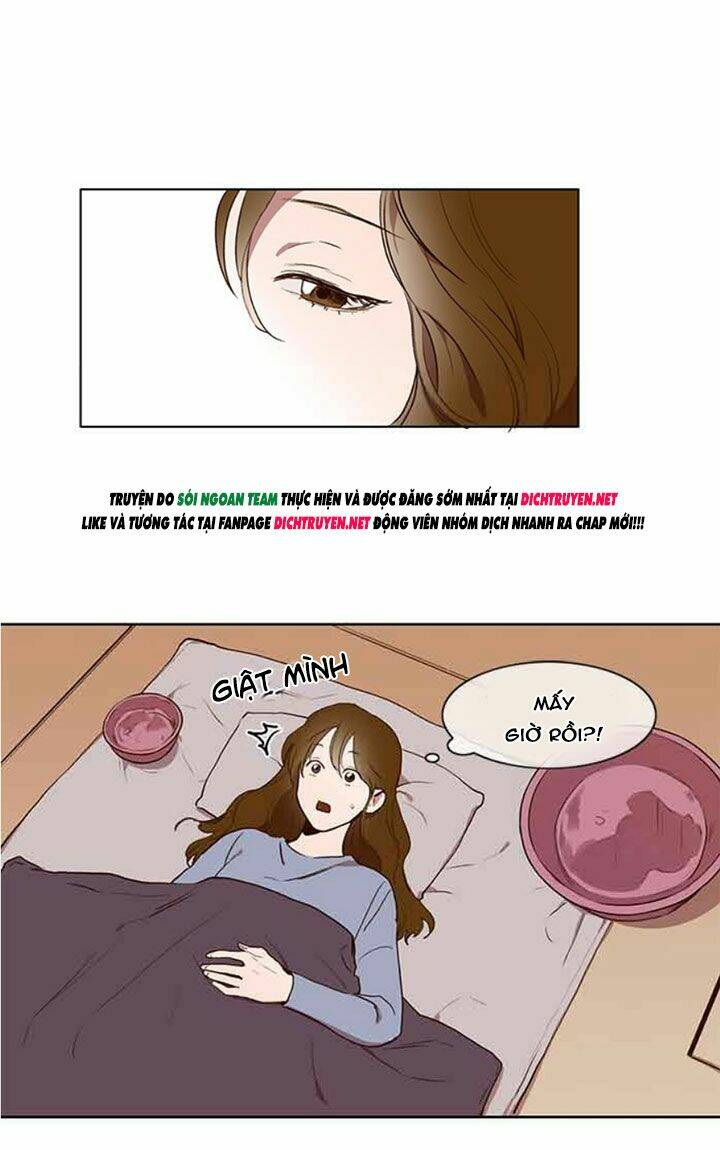 TRUYỆN DO SÓI NGOAN TEAM THỰC HIỆN VÀ ĐƯỢC ĐĂNG SỚM NHẤT TẠI DICHTRUYEN.NET
LIKE VÀ TƯƠNG TÁC TẠI FANPAGE DICHTRUYEN.NET ĐỘNG VIÊN NHÓM DỊCH NHANH RA CHAP MỚI!!!
GIẬT MÌNH
MẤY
GIỜ RỒI?!